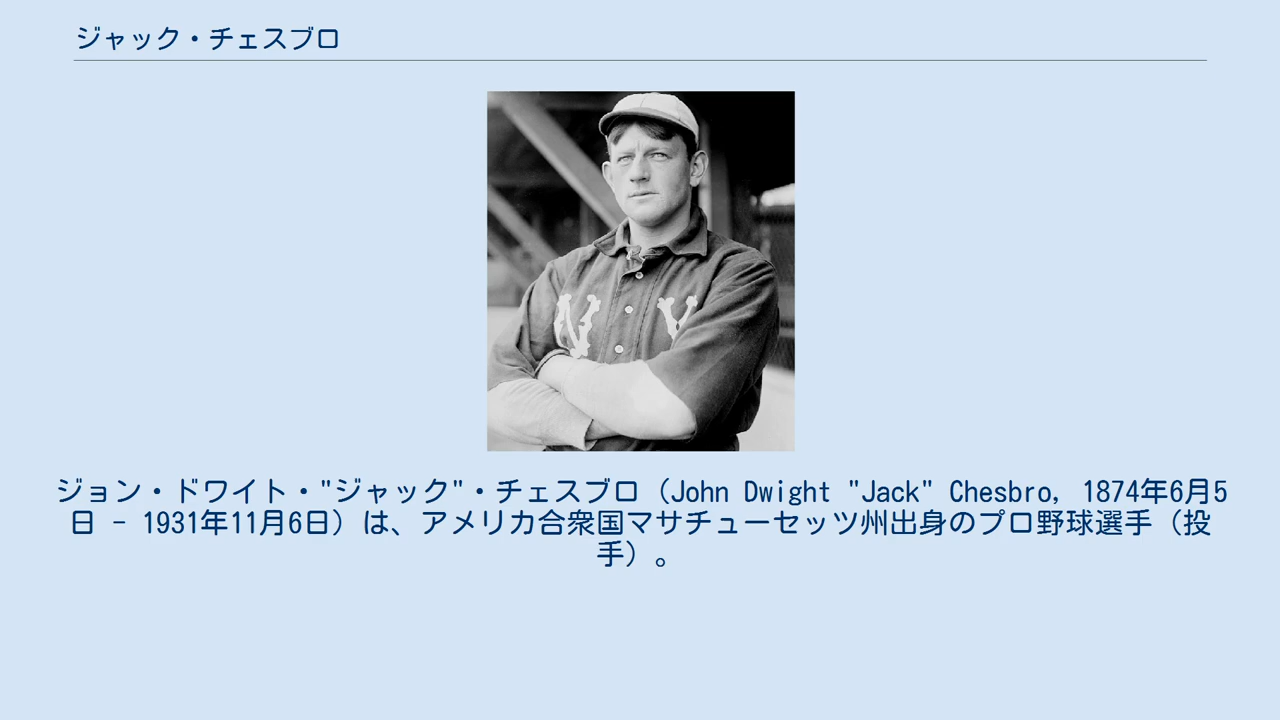 ジャック・チェスブロ
N Y
ジョン・ドワイト・"ジャック"・チェスブロ（John Dwight "Jack" Chesbro, 1874年6月5
日 - 1931年11月6日）は、アメリカ合衆国マサチューセッツ州出身のプロ野球選手（投
手）。